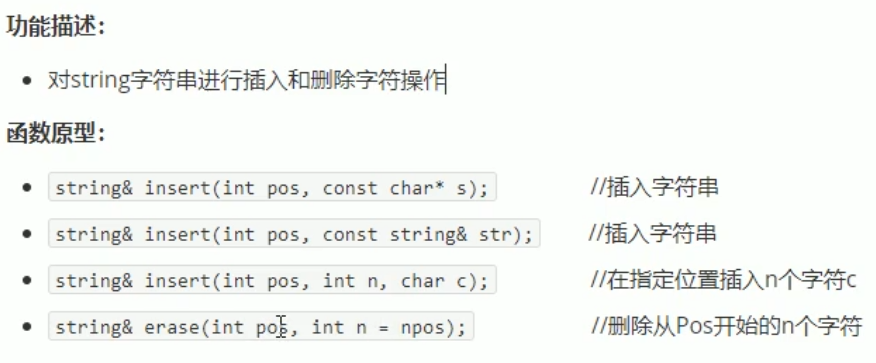 功能描述：
对string字符串进行插入和删除字符操作
函数原型：
string& insert(int pos, const char* s); //插入字符串
string& insert(int pos, const string& str); //插入字符串
string& insert(int pos, int n, char c); //在指定位置插入n个字符c
string& erase(int pos, int n = npos); //删除从Pos开始的n个字符